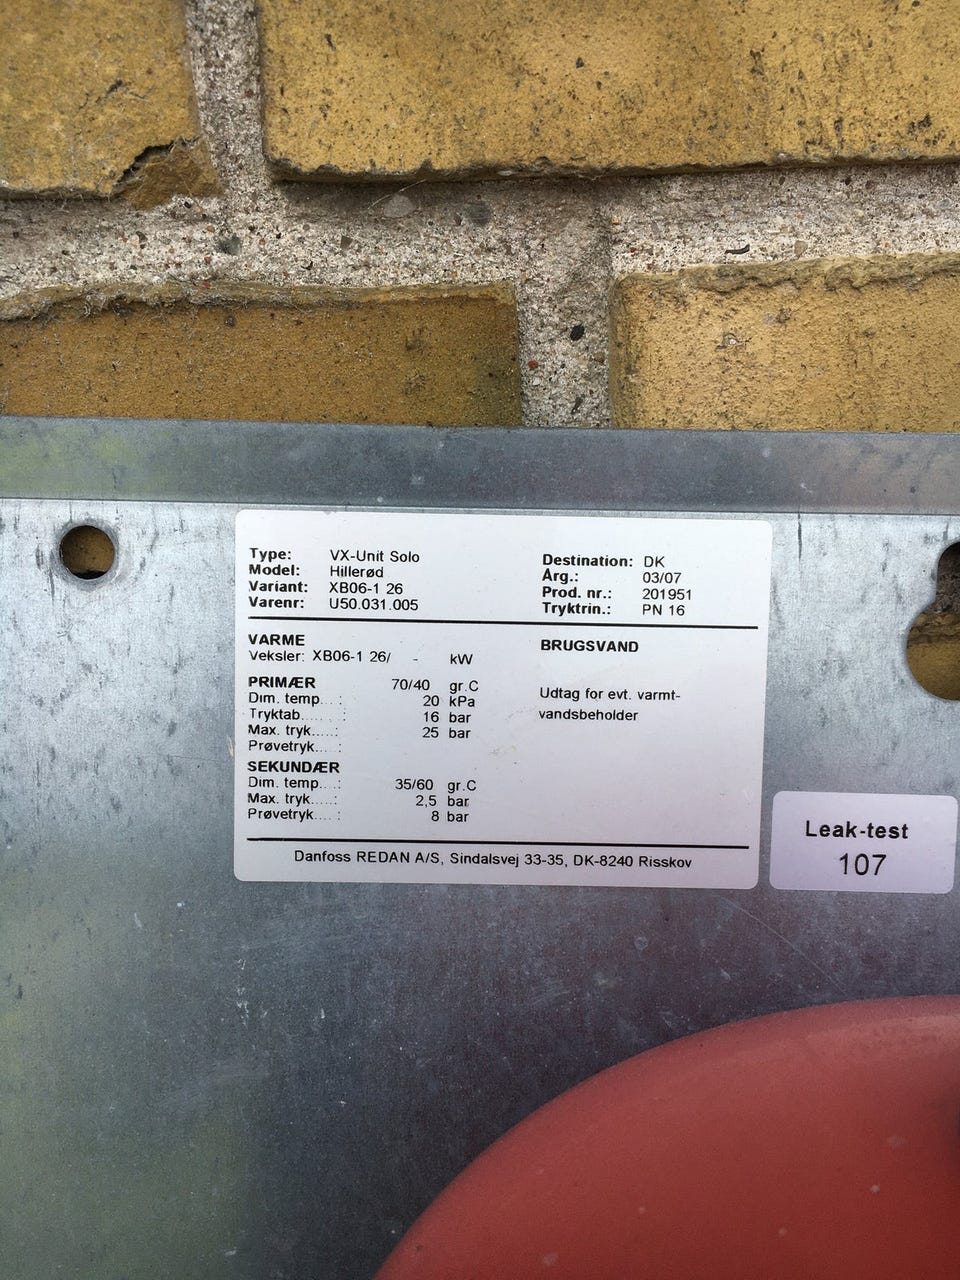 Type: VX-Unit Solo
Model: Hillerød
Variant: XB06-1 26
Varenr: U50.031.005
Destination: DK
Årg.: 03/07
Prod. nr.: 201951
Tryktrin.: PN 16
VARME
Veksler: XB06-1 26/ - kW
PRIMÆR 70/40 gr.C
Dim. temp...: 20 kPa
Tryktab......: 16 bar
Max. tryk.....: 25 bar
Prøvetryk....:
SEKUNDÆR
Dim. temp...: 35/60 gr.C
Max. tryk.....: 2,5 bar
Prøvetryk....: 8 bar
BRUGSVAND
Udtag for evt. varmt-
vandsbeholder
Danfoss REDAN A/S, Sindalsvej 33-35, DK-8240 Risskov
Leak-test
107